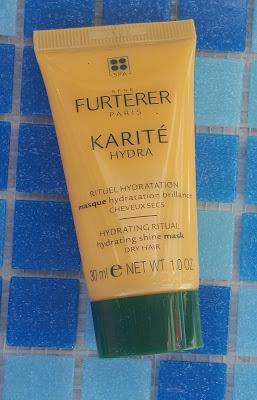 SPA
RENE
FURTERER
PARIS
KARITÉ
HYDRA
RITUEL HYDRATATION
masque hydratation brillance
CHEVEUX SECS
HYDRATING RITUAL
hydrating shine mask
DRY HAIR
30 ml e NET WT. 1.0 OZ